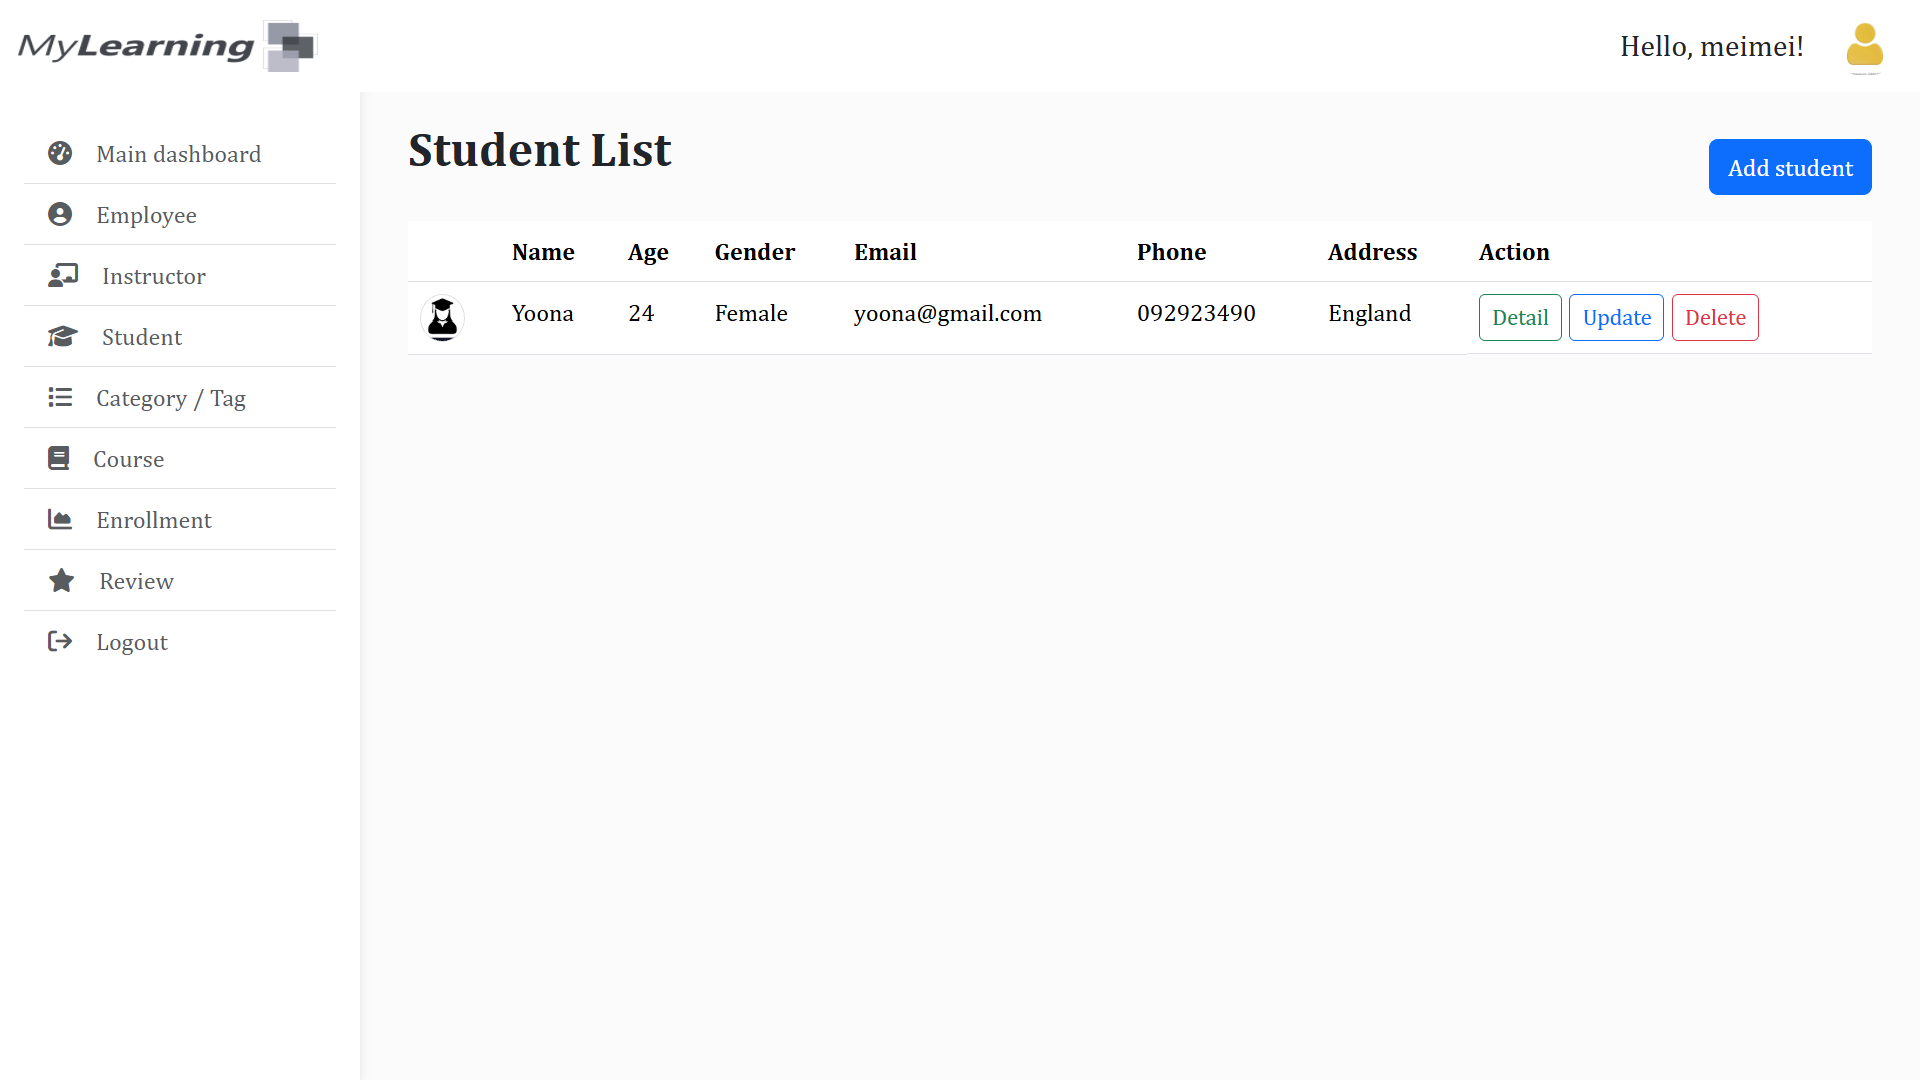 MyLearning
Hello, meimei!
Main dashboard
Employee
Instructor
Student
Category / Tag
Course
Enrollment
Review
Logout
Student List
Add student
Name Age Gender Email Phone Address Action
Yoona 24 Female yoona@gmail.com 092923490 England Detail Update Delete